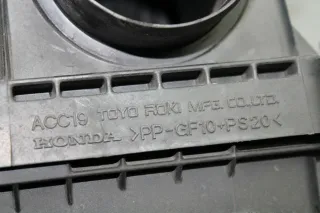 ACC19 TOYO ROKI MFG.CO.LTD.
HONDA >PP-GF10+PS20<